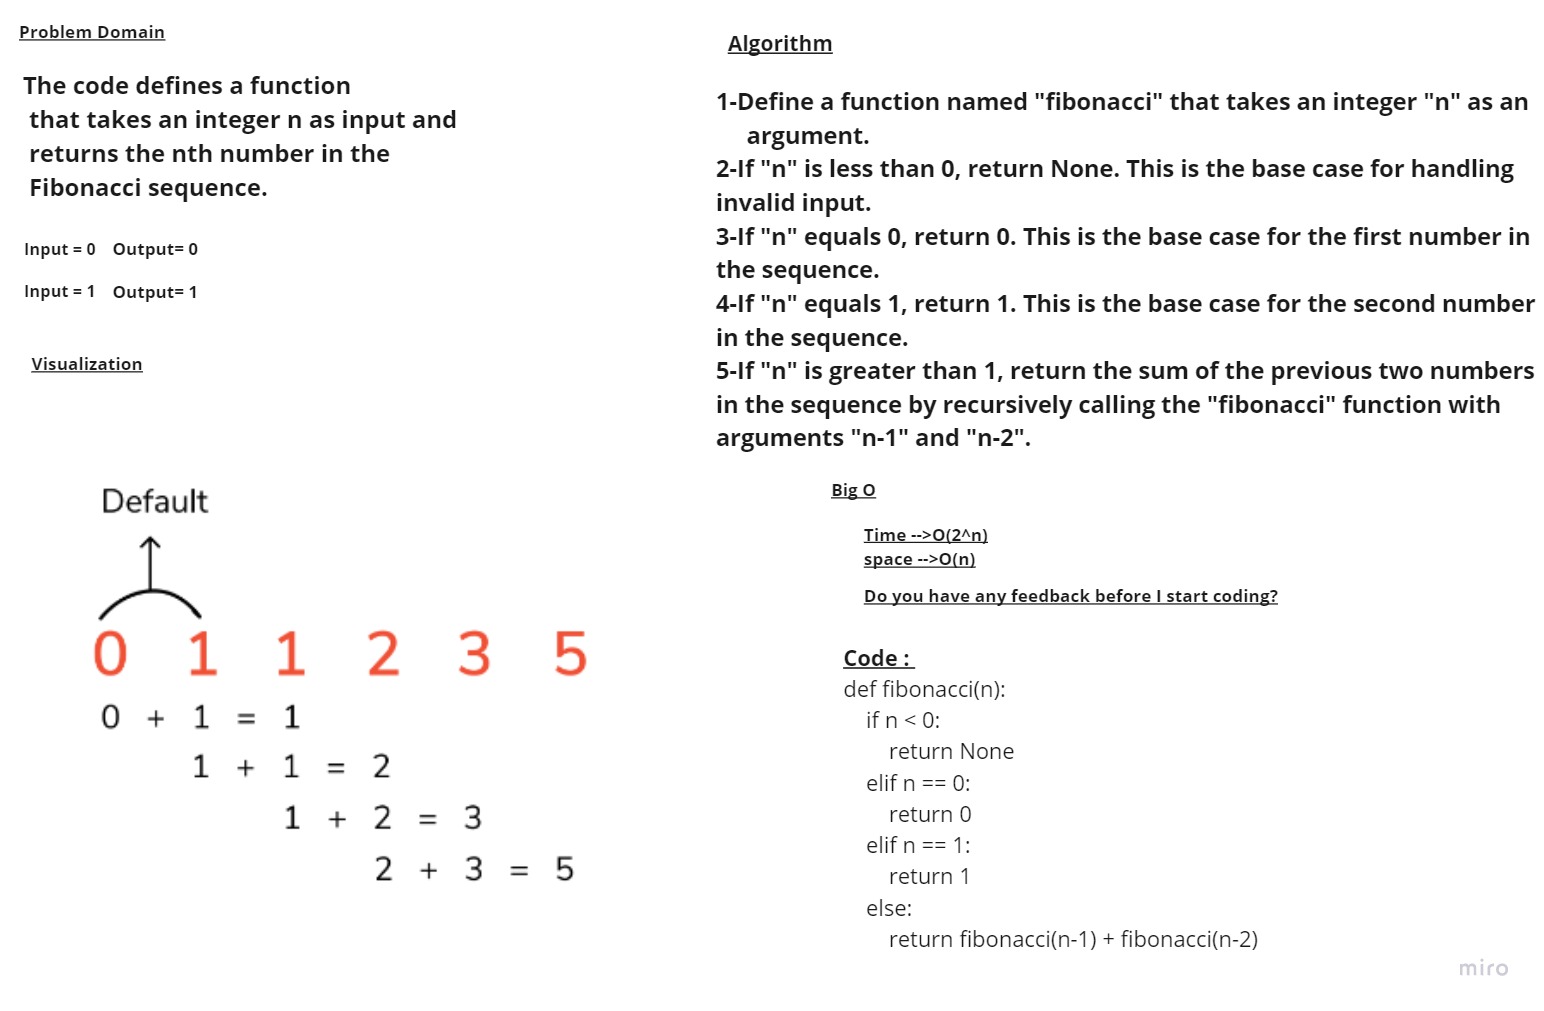 Problem Domain
The code defines a function
that takes an integer n as input and
returns the nth number in the
Fibonacci sequence.
Input = 0 Output= 0
Input = 1 Output= 1
Visualization
Default
0 1 1 2 3 5
0 + 1 = 1
1 + 1 = 2
1 + 2 = 3
2 + 3 = 5
Algorithm
1-Define a function named "fibonacci" that takes an integer "n" as an
argument.
2-If "n" is less than 0, return None. This is the base case for handling
invalid input.
3-If "n" equals 0, return 0. This is the base case for the first number in
the sequence.
4-If "n" equals 1, return 1. This is the base case for the second number
in the sequence.
5-If "n" is greater than 1, return the sum of the previous two numbers
in the sequence by recursively calling the "fibonacci" function with
arguments "n-1" and "n-2".
Big O
Time -->O(2^n)
space -->O(n)
Do you have any feedback before I start coding?
Code :
def fibonacci(n):
if n < 0:
return None
elif n == 0:
return 0
elif n == 1:
return 1
else:
return fibonacci(n-1) + fibonacci(n-2)
miro